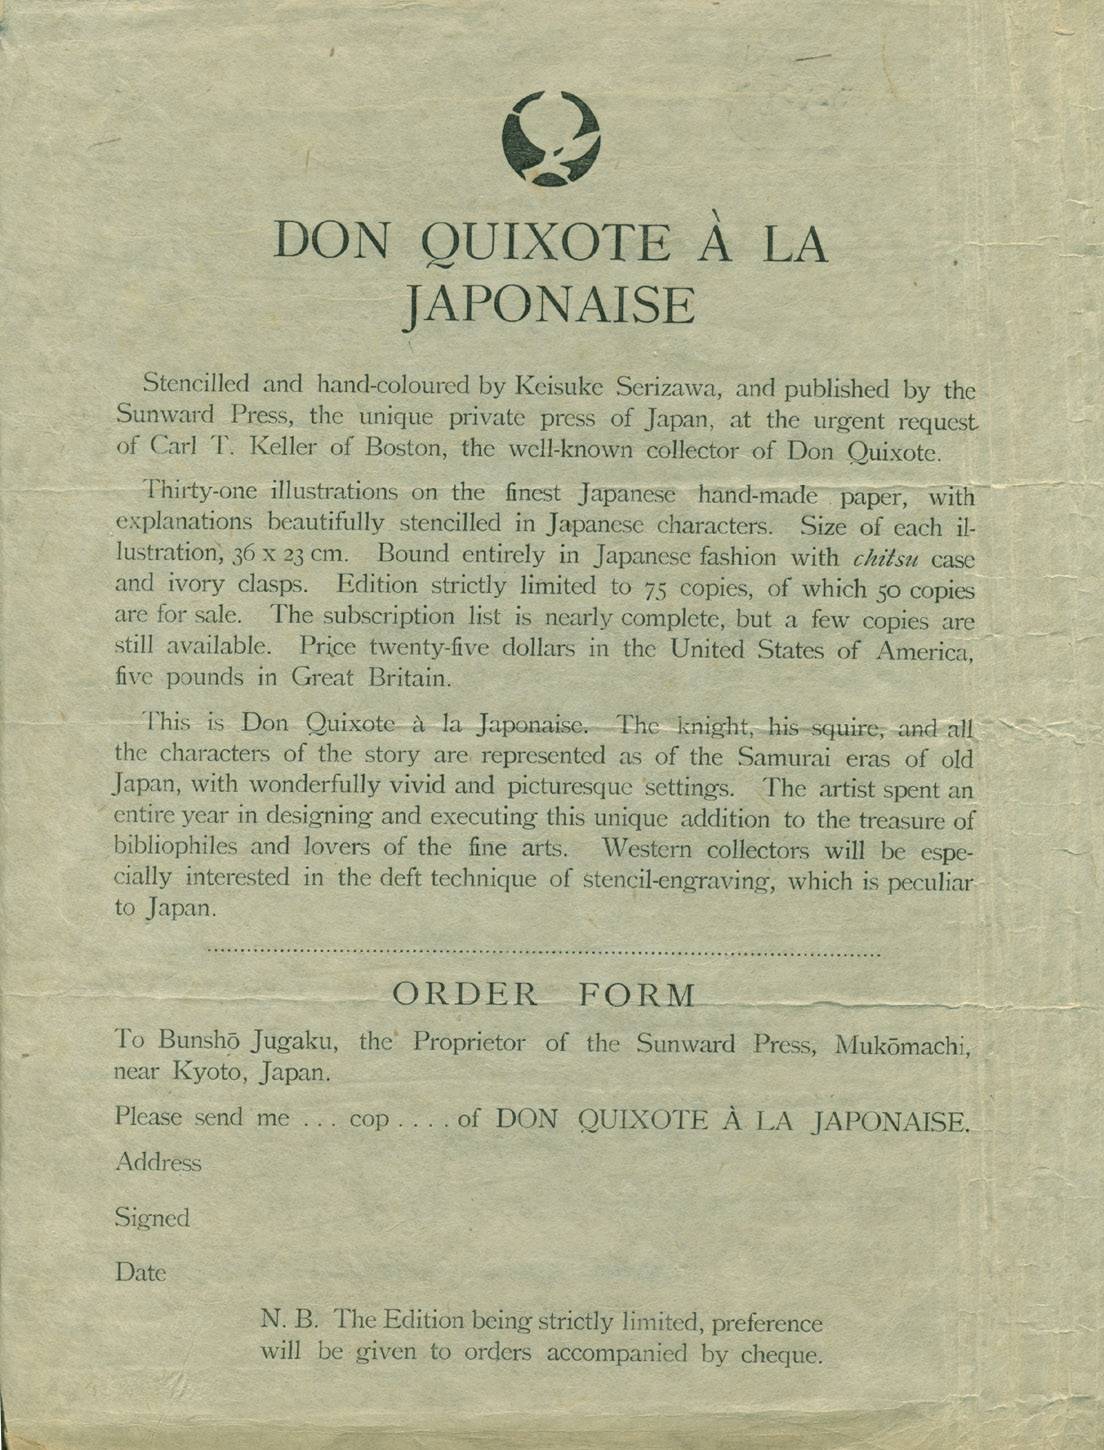 DON QUIXOTE À LA
JAPONAISE
Stencilled and hand-coloured by Keisuke Serizawa, and published by the
Sunward Press, the unique private press of Japan, at the urgent request
of Carl T. Keller of Boston, the well-known collector of Don Quixote.
Thirty-one illustrations on the finest Japanese hand-made paper, with
explanations beautifully stencilled in Japanese characters. Size of each il-
lustration, 36 x 23 cm. Bound entirely in Japanese fashion with chitsu case
and ivory clasps. Edition strictly limited to 75 copies, of which 50 copies
are for sale. The subscription list is nearly complete, but a few copies are
still available. Price twenty-five dollars in the United States of America,
five pounds in Great Britain.
This is Don Quixote à la Japonaise. The knight, his squire, and all
the characters of the story are represented as of the Samurai eras of old
Japan, with wonderfully vivid and picturesque settings. The artist spent an
entire year in designing and executing this unique addition to the treasure of
bibliophiles and lovers of the fine arts. Western collectors will be espe-
cially interested in the deft technique of stencil-engraving, which is peculiar
to Japan.
ORDER FORM
To Bunshō Jugaku, the Proprietor of the Sunward Press, Mukōmachi,
near Kyoto, Japan.
Please send me ... cop .... of DON QUIXOTE À LA JAPONAISE.
Address
Signed
Date
N. B. The Edition being strictly limited, preference
will be given to orders accompanied by cheque.